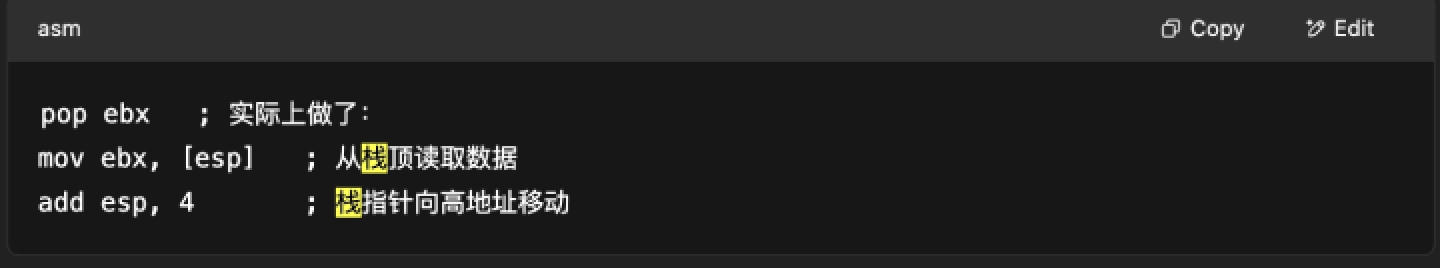 asm Copy Edit
pop ebx ; 实际上做了:
mov ebx, [esp] ; 从栈顶读取数据
add esp, 4 ; 栈指针向高地址移动